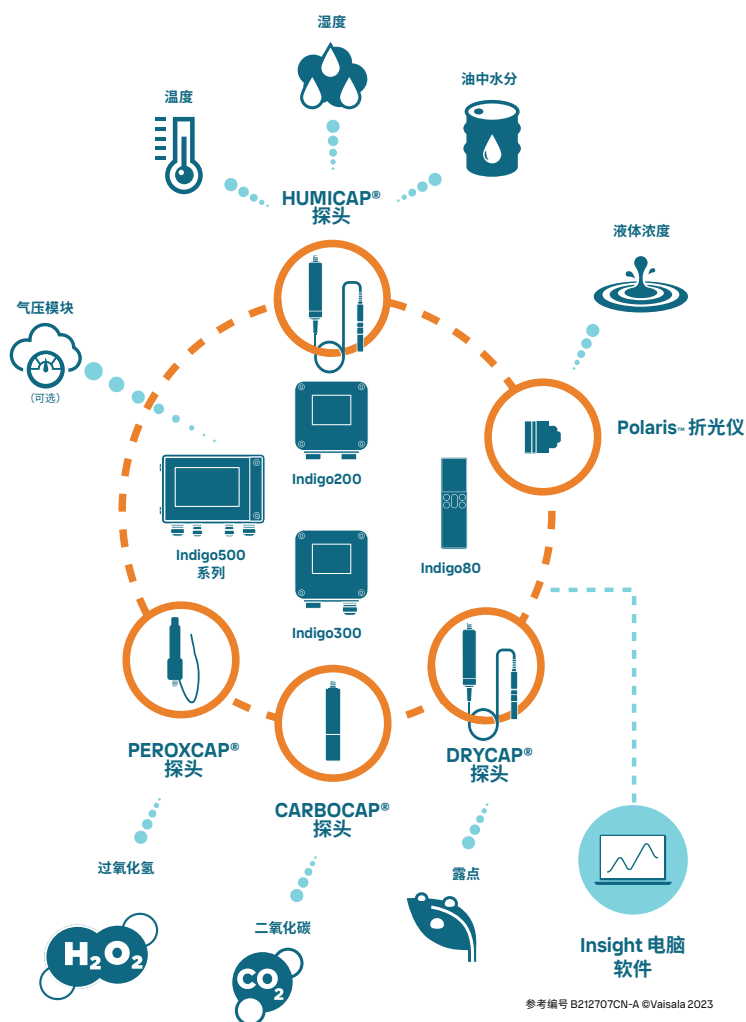 湿度
温度
油中水分
HUMICAP®
探头
液体浓度
气压模块
(可选)
Polaris™ 折光仪
Indigo200
Indigo500
系列
Indigo80
Indigo300
PEROXCAP®
探头
DRYCAP®
探头
CARBOCAP®
探头
过氧化氢
露点
二氧化碳
H2O2
CO2
Insight 电脑
软件
参考编号 B212707CN-A ©Vaisala 2023